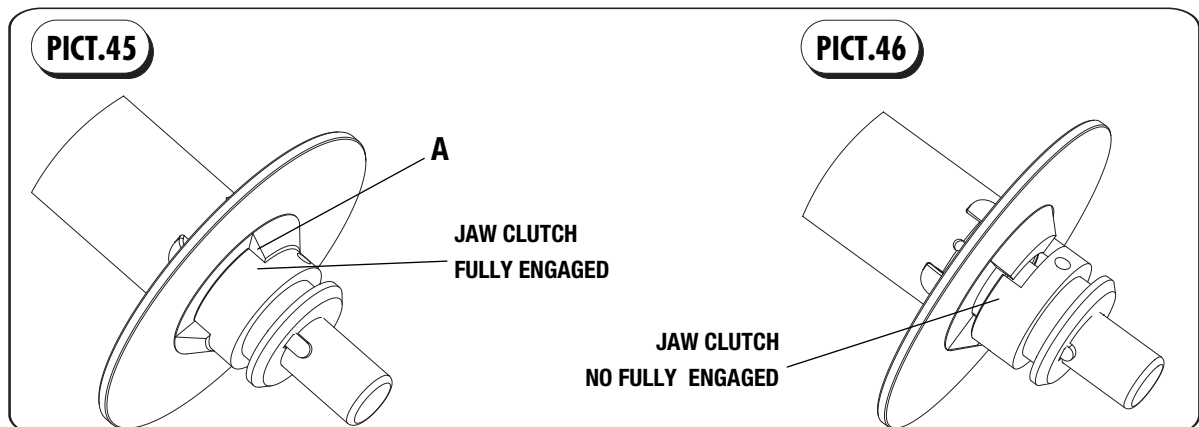 PICT.45
PICT.46
A
JAW CLUTCH
FULLY ENGAGED
JAW CLUTCH
NO FULLY ENGAGED